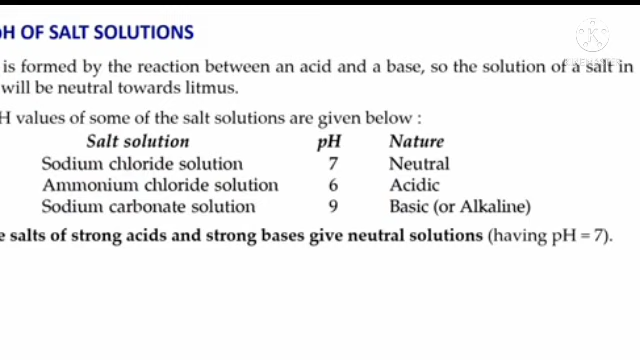 pH OF SALT SOLUTIONS
is formed by the reaction between an acid and a base, so the solution of a salt in
will be neutral towards litmus.
H values of some of the salt solutions are given below :
Salt solution pH Nature
Sodium chloride solution 7 Neutral
Ammonium chloride solution 6 Acidic
Sodium carbonate solution 9 Basic (or Alkaline)
e salts of strong acids and strong bases give neutral solutions (having pH = 7).